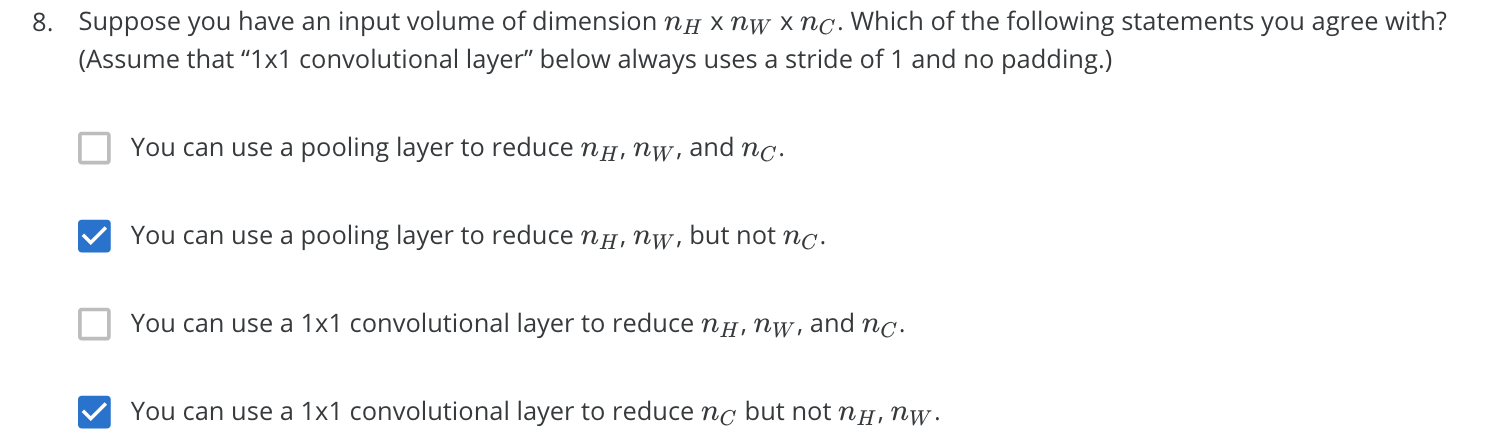 8. Suppose you have an input volume of dimension n_H x n_W x n_C. Which of the following statements you agree with?
(Assume that “1x1 convolutional layer” below always uses a stride of 1 and no padding.)
You can use a pooling layer to reduce n_H, n_W, and n_C.
You can use a pooling layer to reduce n_H, n_W, but not n_C.
You can use a 1x1 convolutional layer to reduce n_H, n_W, and n_C.
You can use a 1x1 convolutional layer to reduce n_C but not n_H, n_W.